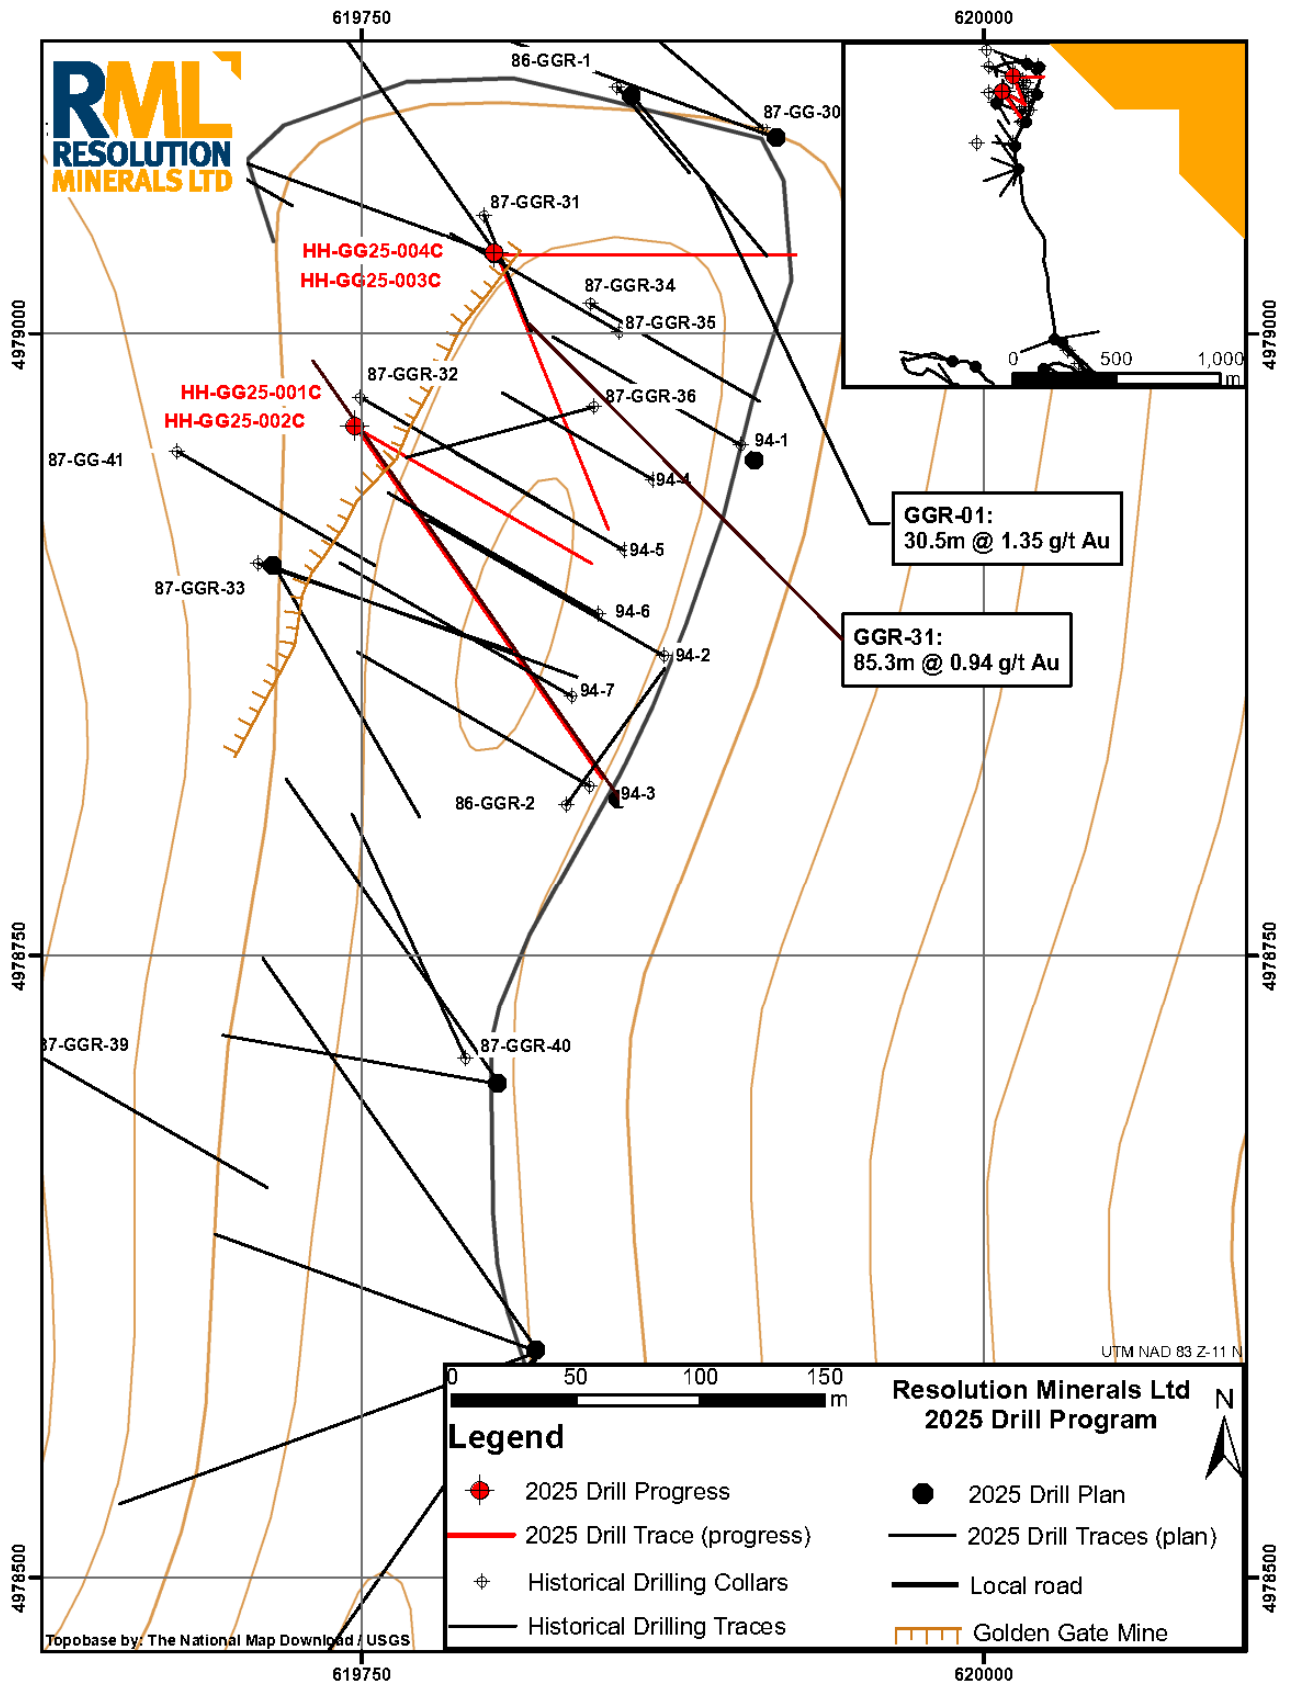 619750
620000
RML
RESOLUTION
MINERALS LTD
86-GGR-1
87-GG-30
87-GGR-31
HH-GG25-004C
HH-GG25-003C
87-GGR-34
87-GGR-35
4979000
4979000
0
500
1,000
m
87-GGR-32
HH-GG25-001C
HH-GG25-002C
87-GGR-36
87-GG-41
94-1
94-4
GGR-01:
30.5m @ 1.35 g/t Au
94-5
87-GGR-33
94-6
94-2
GGR-31:
85.3m @ 0.94 g/t Au
94-7
94-3
86-GGR-2
4978750
4978750
87-GGR-39
87-GGR-40
UTM NAD 83 Z-11 N
0
50
100
150
m
Resolution Minerals Ltd
2025 Drill Program
N
Legend
2025 Drill Progress
2025 Drill Plan
2025 Drill Trace (progress)
2025 Drill Traces (plan)
Historical Drilling Collars
Local road
Historical Drilling Traces
Golden Gate Mine
4978500
4978500
Topobase by: The National Map Download / USGS
619750
620000